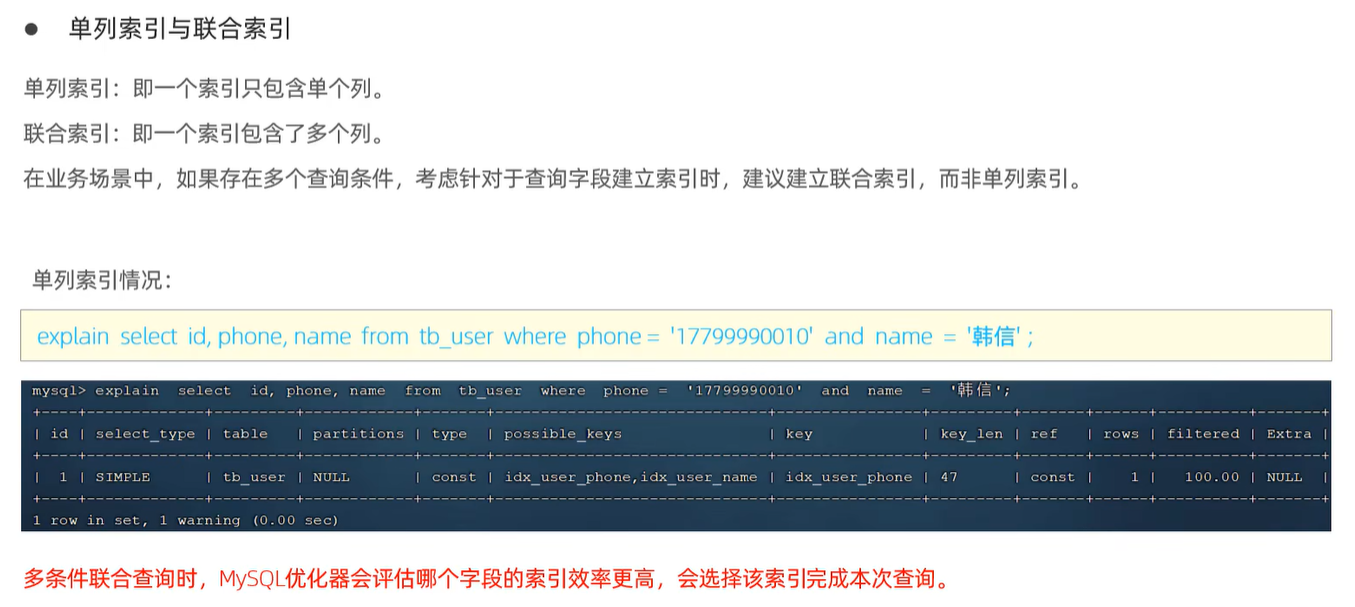 ● 单列索引与联合索引
单列索引：即一个索引只包含单个列。
联合索引：即一个索引包含了多个列。
在业务场景中，如果存在多个查询条件，考虑针对于查询字段建立索引时，建议建立联合索引，而非单列索引。
单列索引情况：
explain select id, phone, name from tb_user where phone = '17799990010' and name = '韩信' ;
mysql> explain select id, phone, name from tb_user where phone = '17799990010' and name = '韩信';
+----+-------------+---------+------------+-------+------------------------------+----------------+---------+-------+------+----------+-------+
| id | select_type | table | partitions | type | possible_keys | key | key_len | ref | rows | filtered | Extra |
+----+-------------+---------+------------+-------+------------------------------+----------------+---------+-------+------+----------+-------+
| 1 | SIMPLE | tb_user | NULL | const | idx_user_phone,idx_user_name | idx_user_phone | 47 | const | 1 | 100.00 | NULL |
+----+-------------+---------+------------+-------+------------------------------+----------------+---------+-------+------+----------+-------+
1 row in set, 1 warning (0.00 sec)
多条件联合查询时，MySQL优化器会评估哪个字段的索引效率更高，会选择该索引完成本次查询。